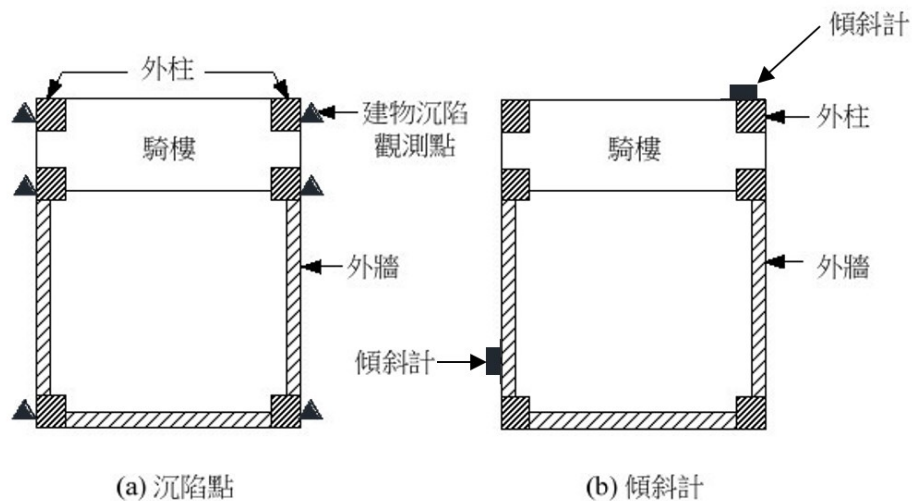 外柱
建物沉陷
觀測點
騎樓
外牆
(a) 沉陷點
傾斜計
外柱
騎樓
外牆
傾斜計
(b) 傾斜計